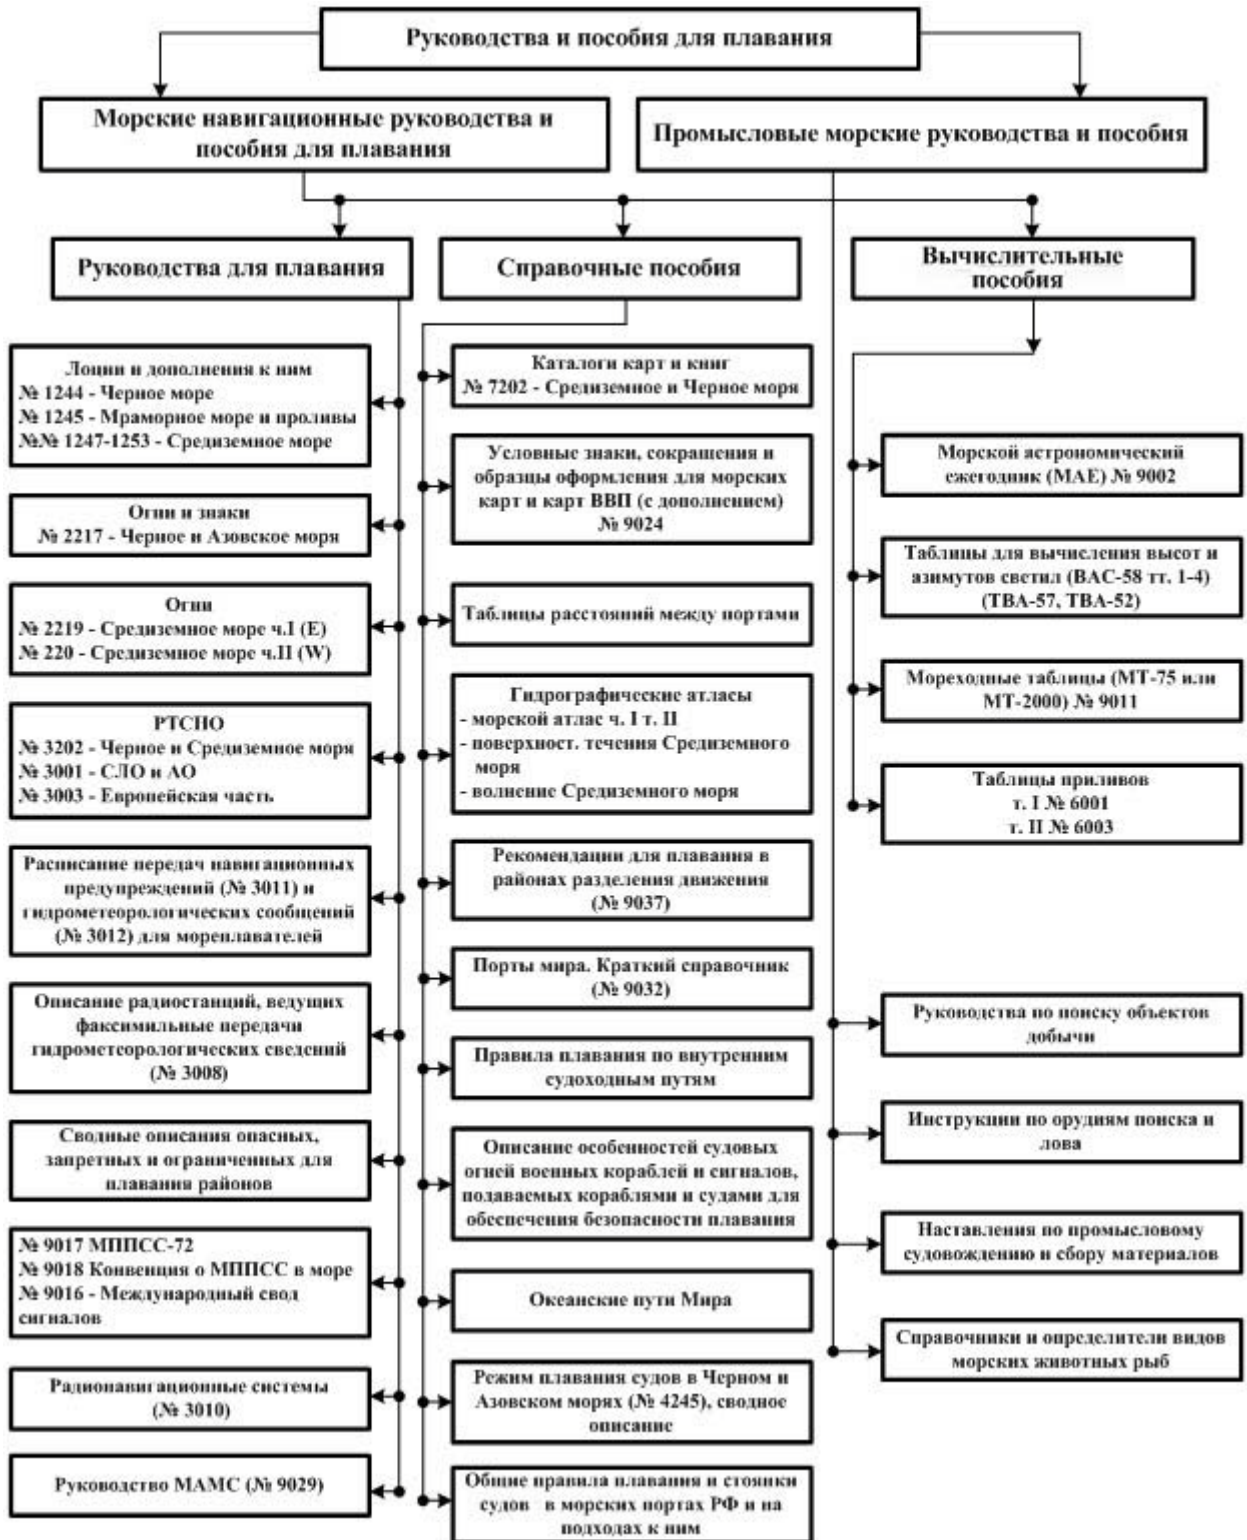 Руководства и пособия для плавания
Морские навигационные руководства и
пособия для плавания
Промысловые морские руководства и пособия
Руководства для плавания
Справочные пособия
Вычислительные
пособия
Лоции и дополнения к ним
№ 1244 - Черное море
№ 1245 - Мраморное море и проливы
№№ 1247-1253 - Средиземное море
Огни и знаки
№ 2217 - Черное и Азовское моря
Огни
№ 2219 - Средиземное море ч.I (E)
№ 220 - Средиземное море ч.II (W)
РТСНО
№ 3202 - Черное и Средиземное моря
№ 3001 - СЛО и АО
№ 3003 - Европейская часть
Расписание передач навигационных
предупреждений (№ 3011) и
гидрометеорологических сообщений
(№ 3012) для мореплавателей
Описание радиостанций, ведущих
факсимильные передачи
гидрометеорологических сведений
(№ 3008)
Сводные описания опасных,
запретных и ограниченных для
плавания районов
№ 9017 МППСС-72
№ 9018 Конвенция о МППСС в море
№ 9016 - Международный свод
сигналов
Радионавигационные системы
(№ 3010)
Руководство МАМС (№ 9029)
Каталоги карт и книг
№ 7202 - Средиземное и Черное моря
Условные знаки, сокращения и
образцы оформления для морских
карт и карт ВВП (с дополнением)
№ 9024
Таблицы расстояний между портами
Гидрографические атласы
- морской атлас ч. I т. II
- поверхност. течения Средиземного
моря
- волнение Средиземного моря
Рекомендации для плавания в
районах разделения движения
(№ 9037)
Порты мира. Краткий справочник
(№ 9032)
Правила плавания по внутренним
судоходным путям
Описание особенностей судовых
огней военных кораблей и сигналов,
подаваемых кораблями и судами для
обеспечения безопасности плавания
Океанские пути Мира
Режим плавания судов в Черном и
Азовском морях (№ 4245), сводное
описание
Общие правила плавания и стоянки
судов в морских портах РФ и на
подходах к ним
Морской астрономический
ежегодник (МАЕ) № 9002
Таблицы для вычисления высот и
азимутов светил (ВАС-58 тт. 1-4)
(ТВА-57, ТВА-52)
Мореходные таблицы (МТ-75 или
МТ-2000) № 9011
Таблицы приливов
т. I № 6001
т. II № 6003
Руководства по поиску объектов
добычи
Инструкции по орудиям поиска и
лова
Наставления по промысловому
судовождению и сбору материалов
Справочники и определители видов
морских животных рыб